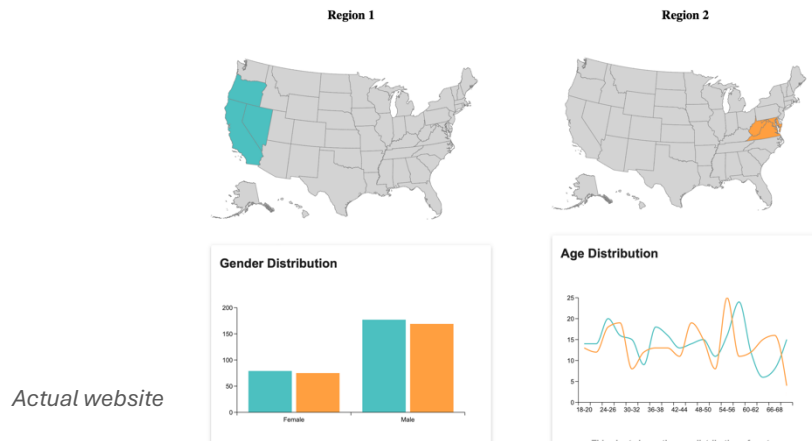 Region 1
Region 2
Gender Distribution
200
150
100
50
0
Female
Male
Age Distribution
25
20
15
10
5
0
18-20
24-26
30-32
36-38
42-44
48-50
54-56
60-62
66-68
Actual website